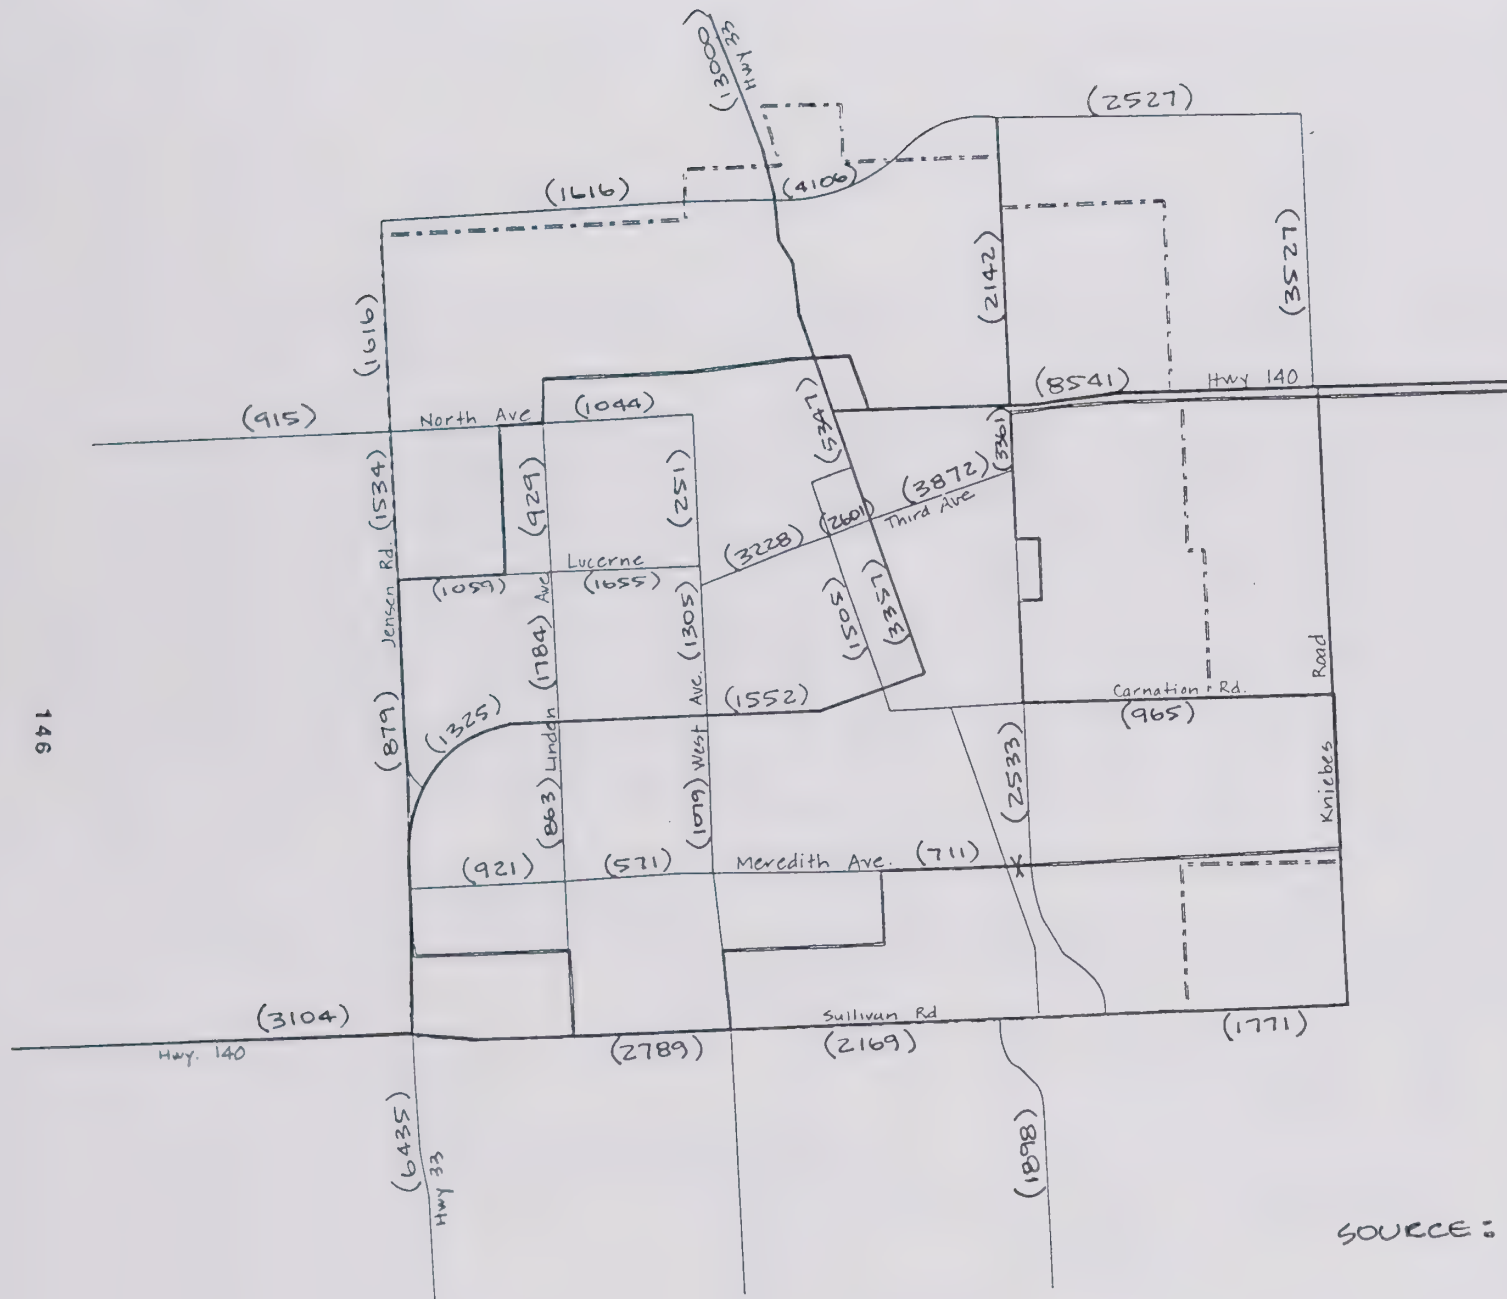 (13000)
Hwy 33
(2527)
(1616)
(4106)
(2142)
(3527)
(1616)
(8541)
Hwy 140
(915)
North Ave
(1044)
(5347)
(3361)
(1534)
(929)
(251)
(3872)
Third Ave
(2601)
(3228)
Jensen Rd.
Lucerne
(1059)
(1655)
(1784)
Linden Ave
(1305)
(1505)
(3357)
Road
Carnation Rd.
(965)
146
(879)
(1325)
(1552)
West Ave.
(2533)
Kniebes
(863)
(1079)
(921)
(571)
Meredith Ave.
(711)
X
(3104)
Hwy. 140
Sullivan Rd
(2789)
(2169)
(1771)
(6435)
Hwy 33
(1898)
SOURCE: